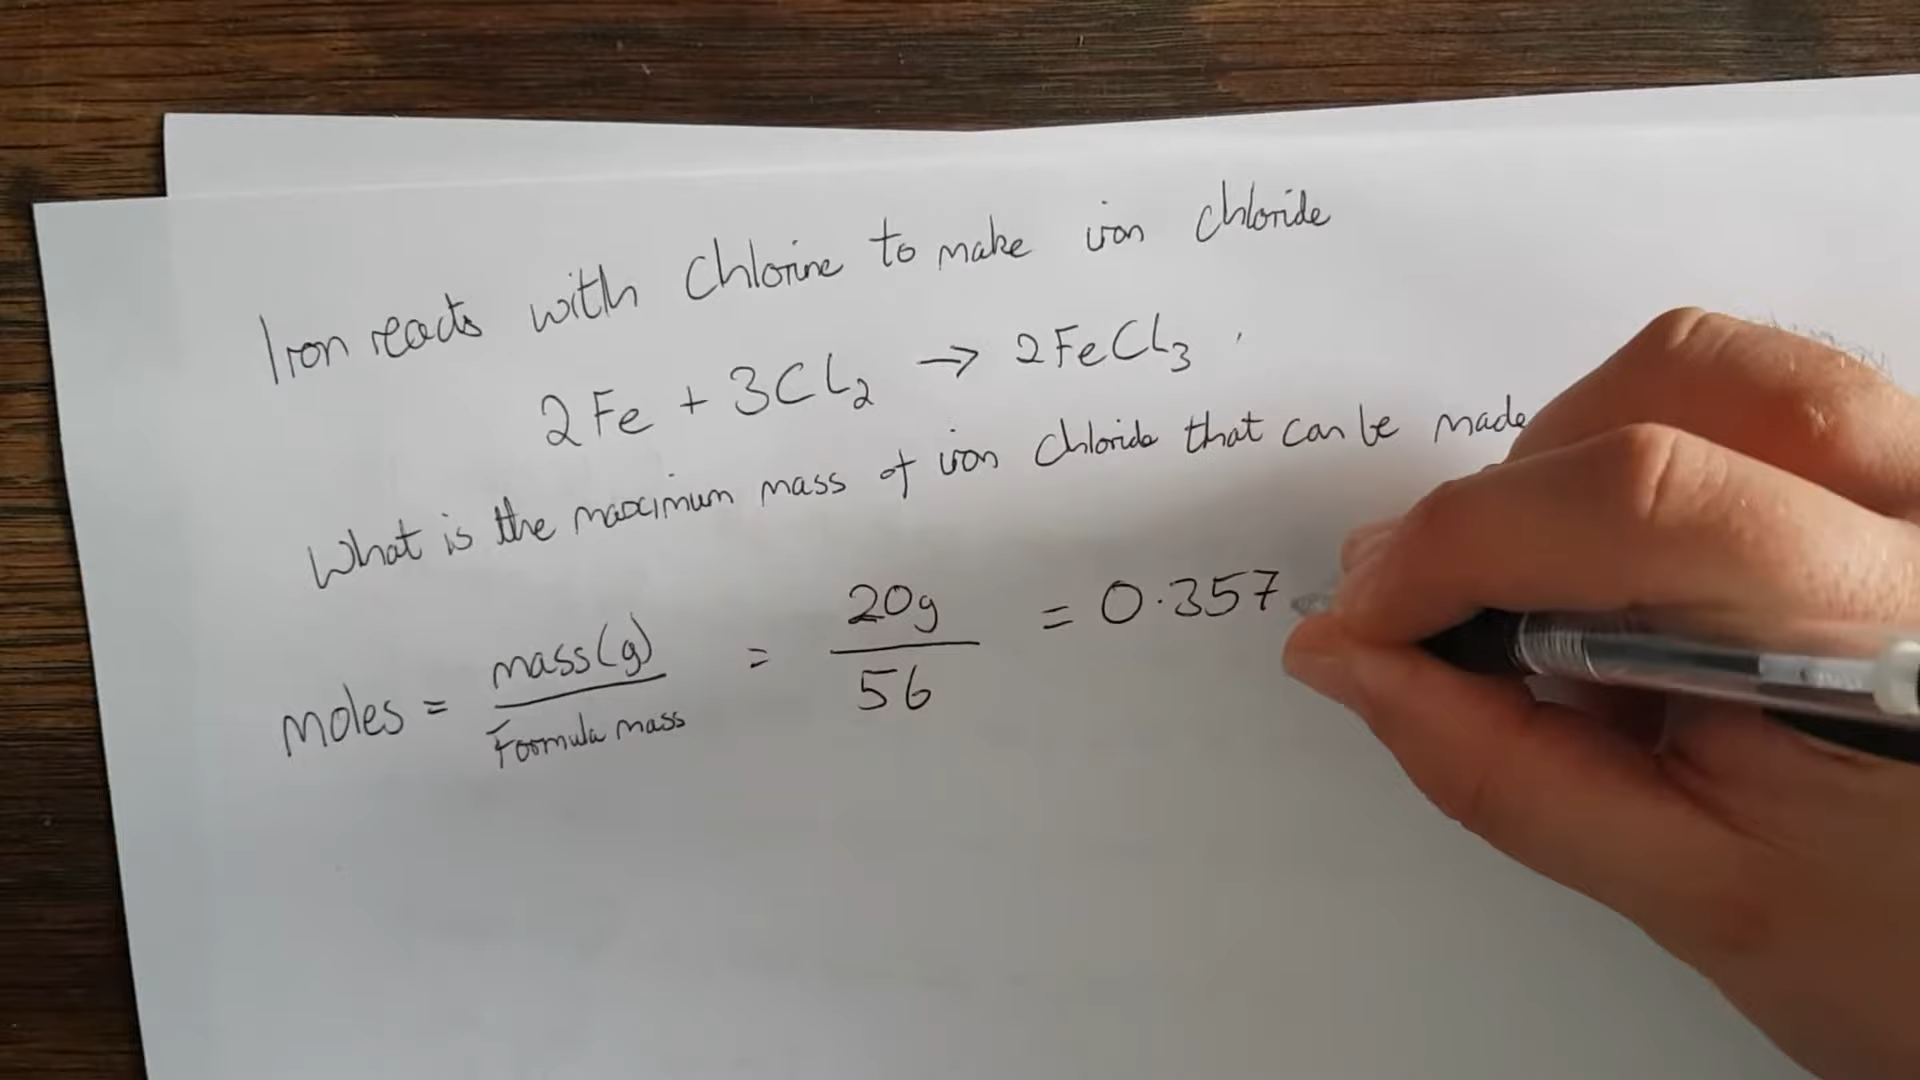 Iron reacts with Chlorine to make iron chloride
2Fe + 3Cl₂ → 2FeCl₃
What is the maximum mass of iron chloride that can be made
moles = mass(g) / Formula mass = 20g / 56 = 0.357